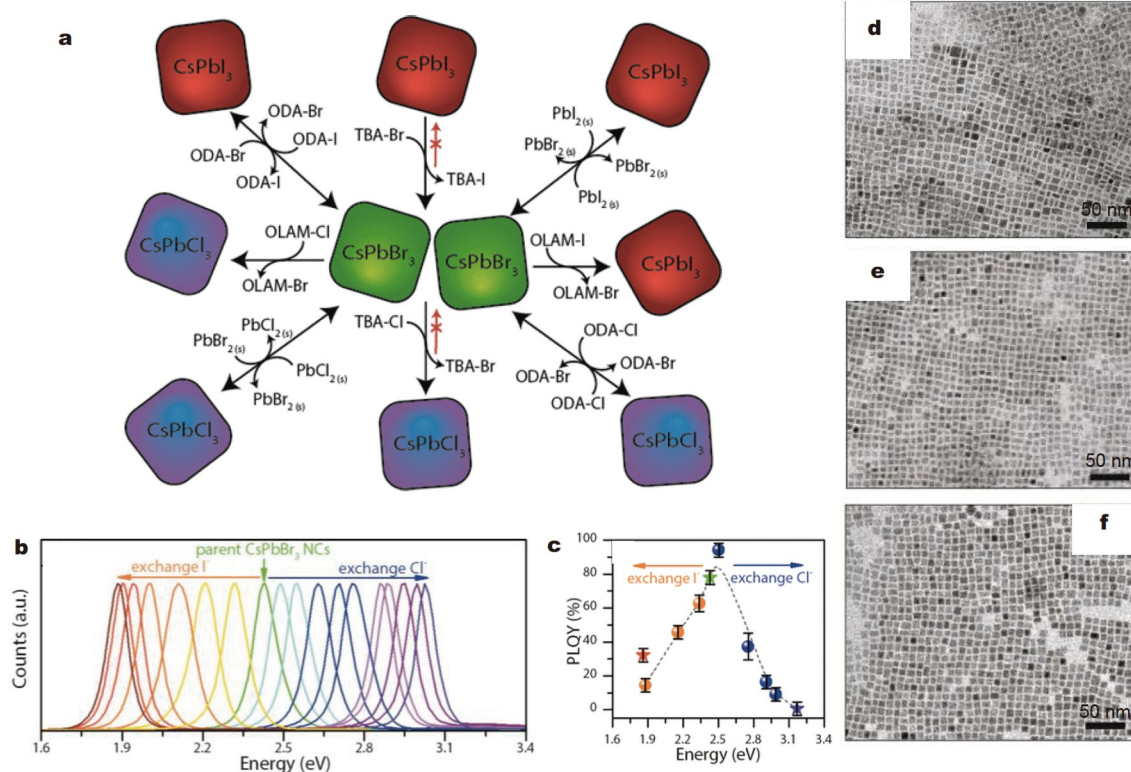 a
CsPbI3
CsPbI3
CsPbI3
ODA-Br
ODA-I
ODA-Br
ODA-I
TBA-Br
TBA-I
PbI2(s)
PbBr2(s)
PbBr2(s)
PbI2(s)
CsPbCl3
OLAM-Cl
OLAM-Br
CsPbBr3
CsPbBr3
OLAM-I
OLAM-Br
CsPbI3
PbCl2(s)
PbBr2(s)
PbCl2(s)
PbBr2(s)
TBA-Cl
TBA-Br
ODA-Cl
ODA-Br
ODA-Br
ODA-Cl
CsPbCl3
CsPbCl3
CsPbCl3
b
parent CsPbBr3 NCs
exchange I-
exchange Cl-
Counts (a.u.)
1.6 1.9 2.2 2.5 2.8 3.1 3.4
Energy (eV)
c
exchange I-
exchange Cl-
PLQY (%)
100
80
60
40
20
0
1.6 1.9 2.2 2.5 2.8 3.1 3.4
Energy (eV)
d
50 nm
e
50 nm
f
50 nm